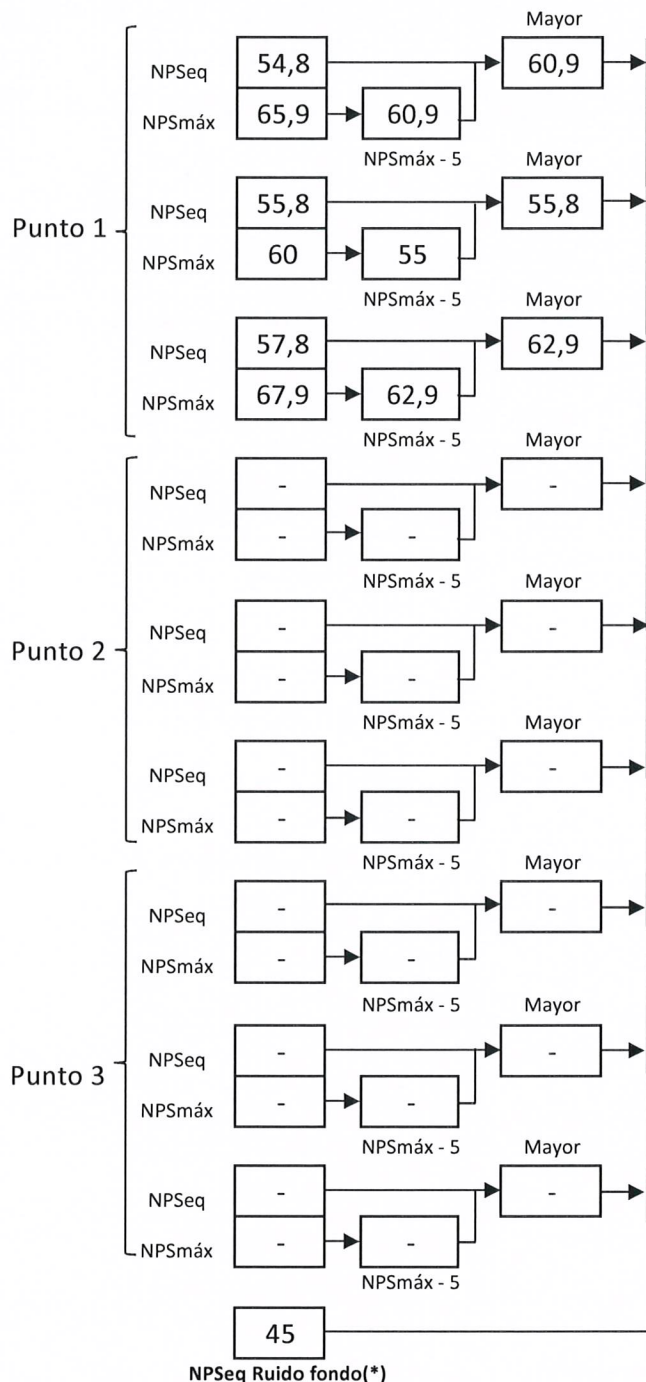 Mayor
NPSeq 54,8 60,9
NPSmáx 65,9 60,9
NPSmáx - 5
Mayor
NPSeq 55,8 55,8
Punto 1
NPSmáx 60 55
NPSmáx - 5
Mayor
NPSeq 57,8 62,9
NPSmáx 67,9 62,9
NPSmáx - 5
Mayor
NPSeq - -
NPSmáx - -
NPSmáx - 5
Mayor
NPSeq - -
Punto 2
NPSmáx - -
NPSmáx - 5
Mayor
NPSeq - -
NPSmáx - -
NPSmáx - 5
Mayor
NPSeq - -
NPSmáx - -
NPSmáx - 5
Mayor
NPSeq - -
Punto 3
NPSmáx - -
NPSmáx - 5
Mayor
NPSeq - -
NPSmáx - -
NPSmáx - 5
45
NPSeq Ruido fondo(*)